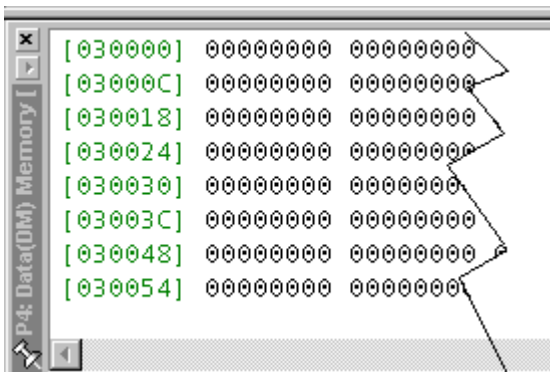 [030000] 00000000 00000000
[03000C] 00000000 00000000
[030018] 00000000 00000000
[030024] 00000000 00000000
[030030] 00000000 00000000
[03003C] 00000000 00000000
[030048] 00000000 00000000
[030054] 00000000 00000000
P4: Data(DM) Memory [